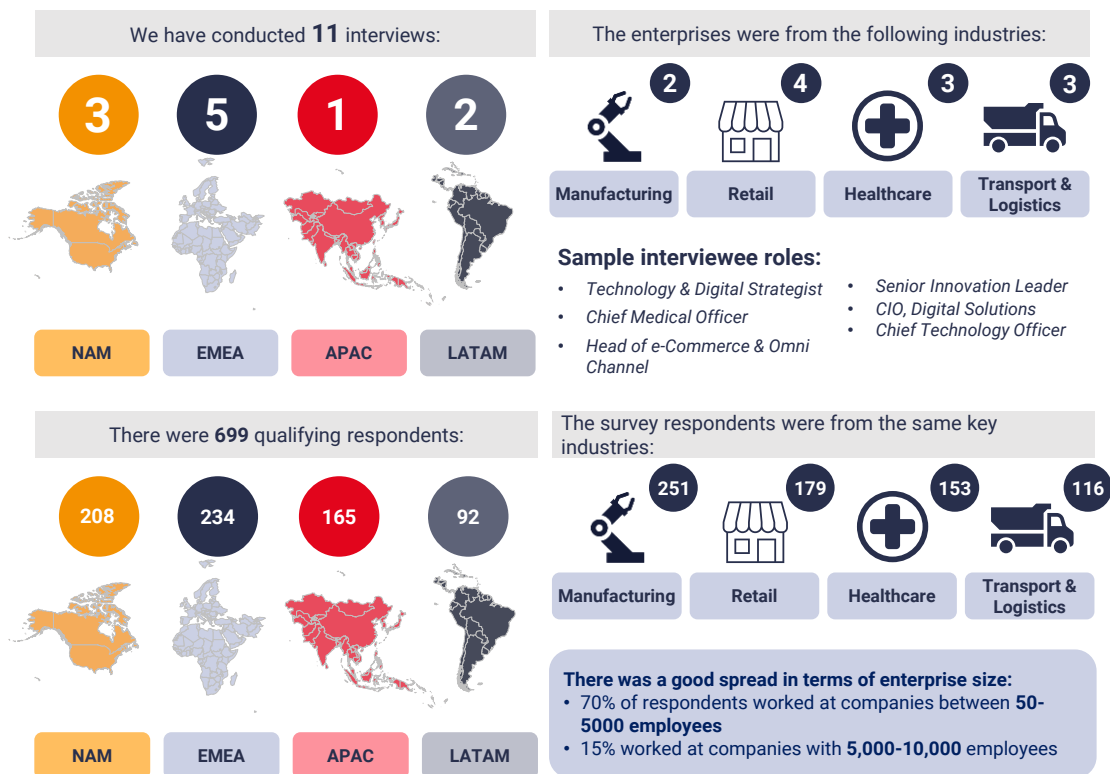 We have conducted 11 interviews:
3
5
1
2
NAM
EMEA
APAC
LATAM
The enterprises were from the following industries:
2
4
3
3
Manufacturing
Retail
Healthcare
Transport &
Logistics
Sample interviewee roles:
• Technology & Digital Strategist
• Chief Medical Officer
• Head of e-Commerce & Omni
Channel
• Senior Innovation Leader
• CIO, Digital Solutions
• Chief Technology Officer
There were 699 qualifying respondents:
208
234
165
92
NAM
EMEA
APAC
LATAM
The survey respondents were from the same key
industries:
251
179
153
116
Manufacturing
Retail
Healthcare
Transport &
Logistics
There was a good spread in terms of enterprise size:
• 70% of respondents worked at companies between 50-
5000 employees
• 15% worked at companies with 5,000-10,000 employees